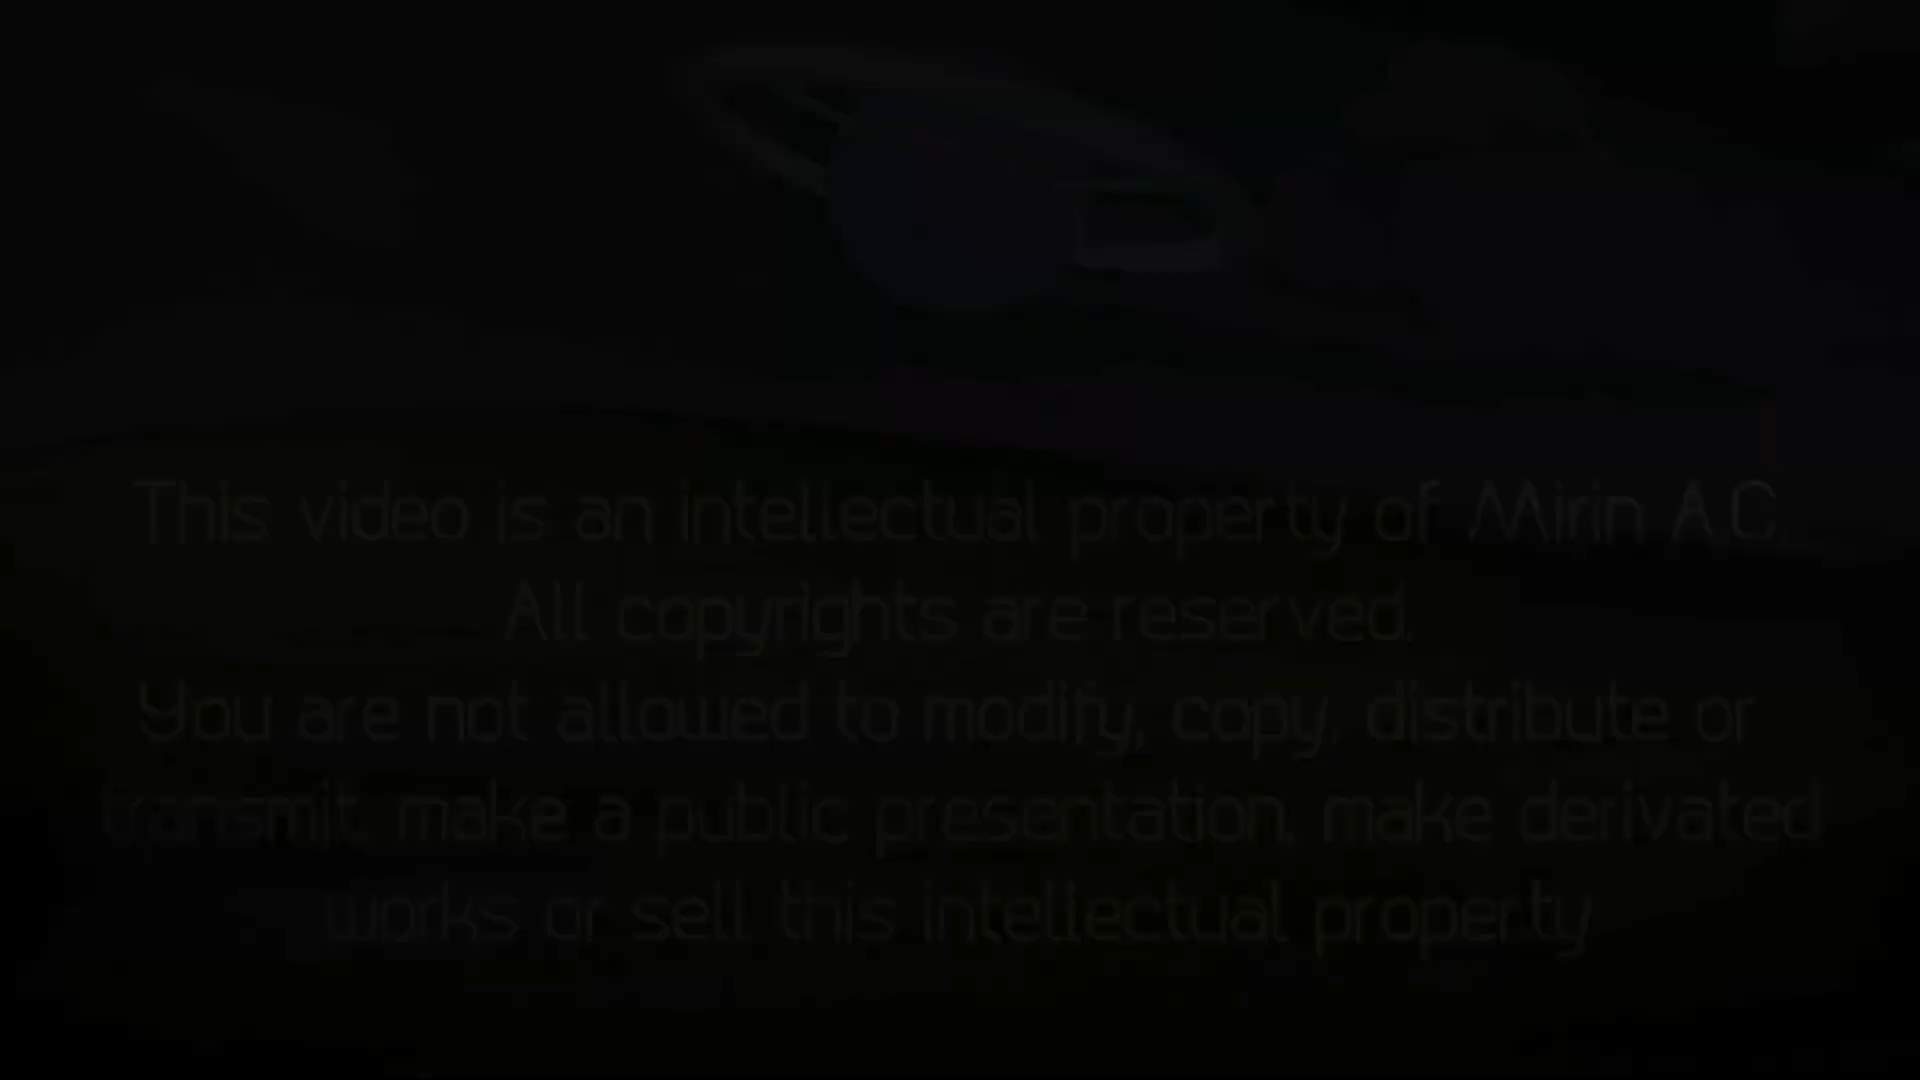 This video is an intellectual property of Mirin A.C.
All copyrights are reserved.
You are not allowed to modify, copy, distribute or
transmit, make a public presentation, make derivated
works or sell this intellectual property